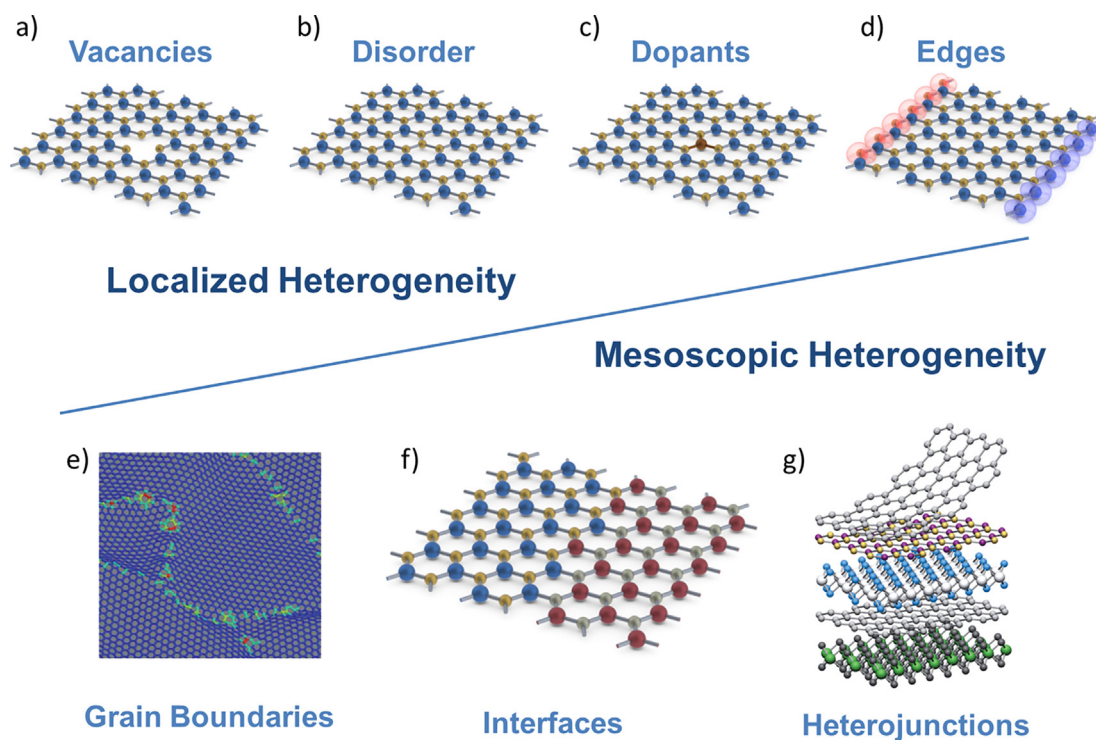 a)
Vacancies
b)
Disorder
c)
Dopants
d)
Edges
Localized Heterogeneity
Mesoscopic Heterogeneity
e)
Grain Boundaries
f)
Interfaces
g)
Heterojunctions